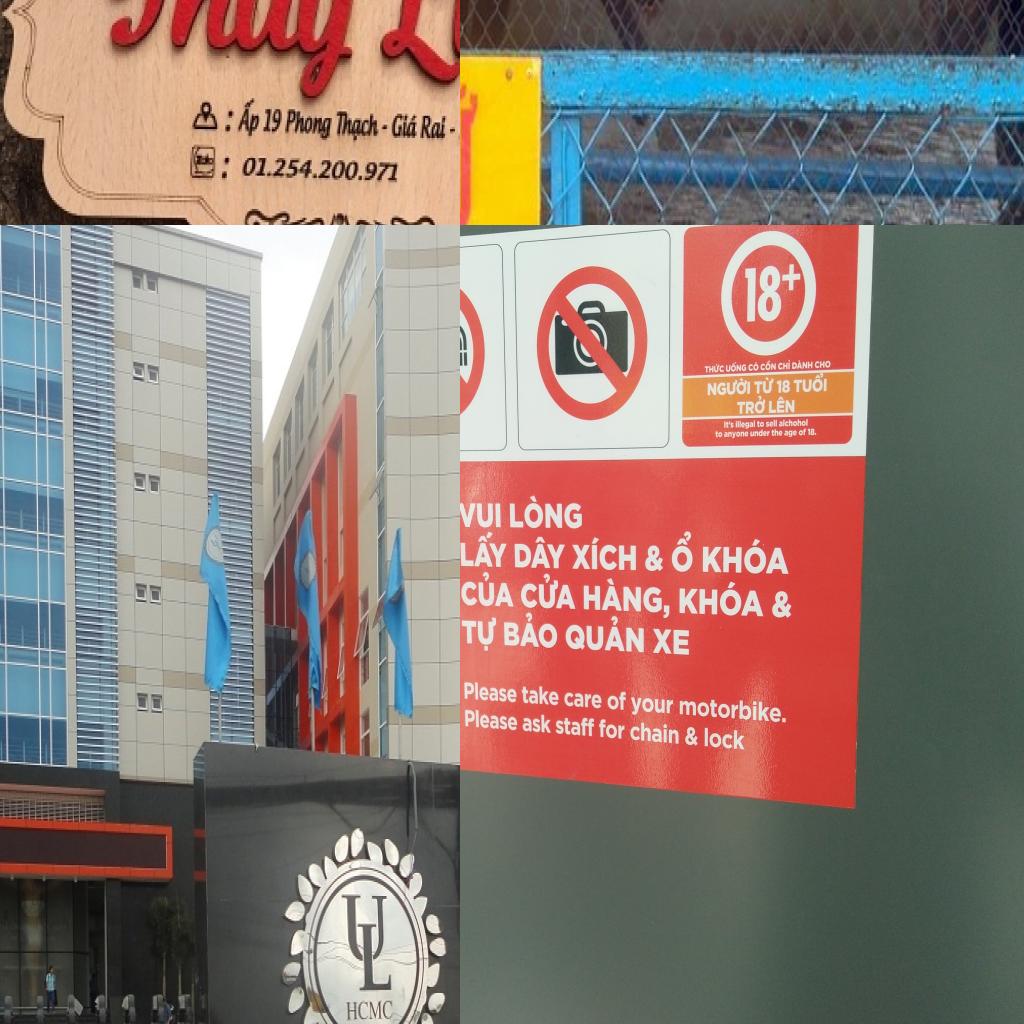 : Ấp 19 Phong Thạch - Giá Rai -
Zalo : 01.254.200.971
18+
THỨC UỐNG CÓ CỒN CHỈ DÀNH CHO
NGƯỜI TỪ 18 TUỔI
TRỞ LÊN
It's illegal to sell alchohol
to anyone under the age of 18.
VUI LÒNG
LẤY DÂY XÍCH & Ổ KHÓA
CỦA CỬA HÀNG, KHÓA &
TỰ BẢO QUẢN XE
Please take care of your motorbike.
Please ask staff for chain & lock
UL
HCMC